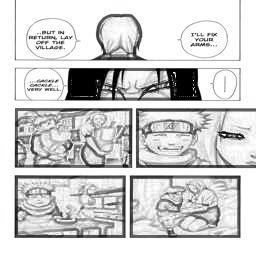 ...BUT IN
RETURN, LAY
OFF THE
VILLAGE.
I'LL FIX
YOUR
ARMS...
...CACKLE
CACKLE...
VERY WELL.